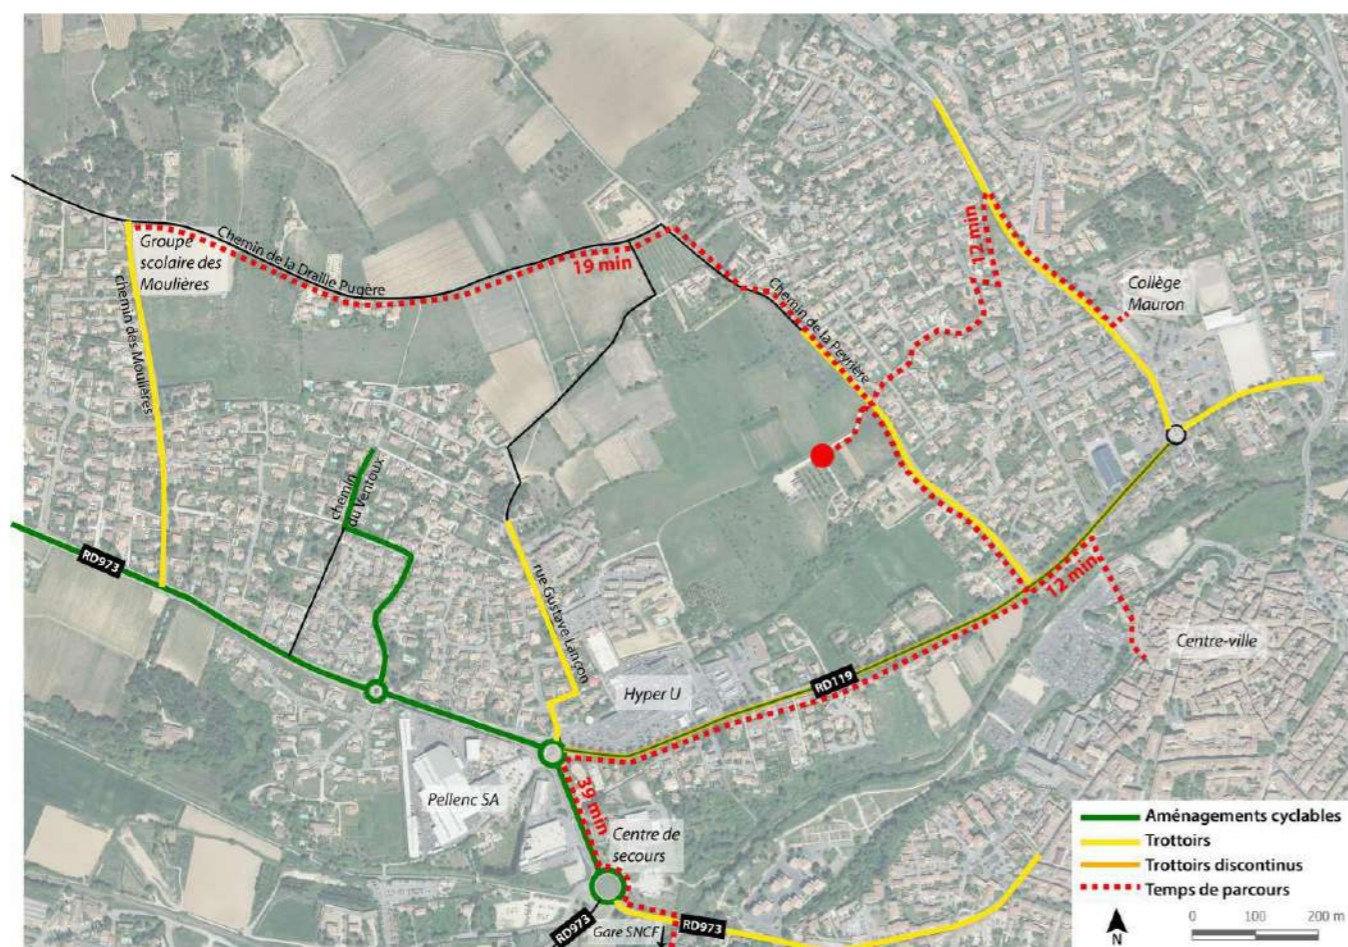 12 min
Groupe
scolaire des
Moulières
Chemin de la Draille Pugère
19 min
Collège
Mauron
chemin des Moulières
Chemin de la Peyrière
chemin
du Ventoux
RD973
rue Gustave Lançon
12 min
Centre-ville
Hyper U
RD119
Pellenc SA
39 min
Centre de
secours
RD973
Gare SNCF
RD973
Aménagements cyclables
Trottoirs
Trottoirs discontinus
Temps de parcours
N
0 100 200 m